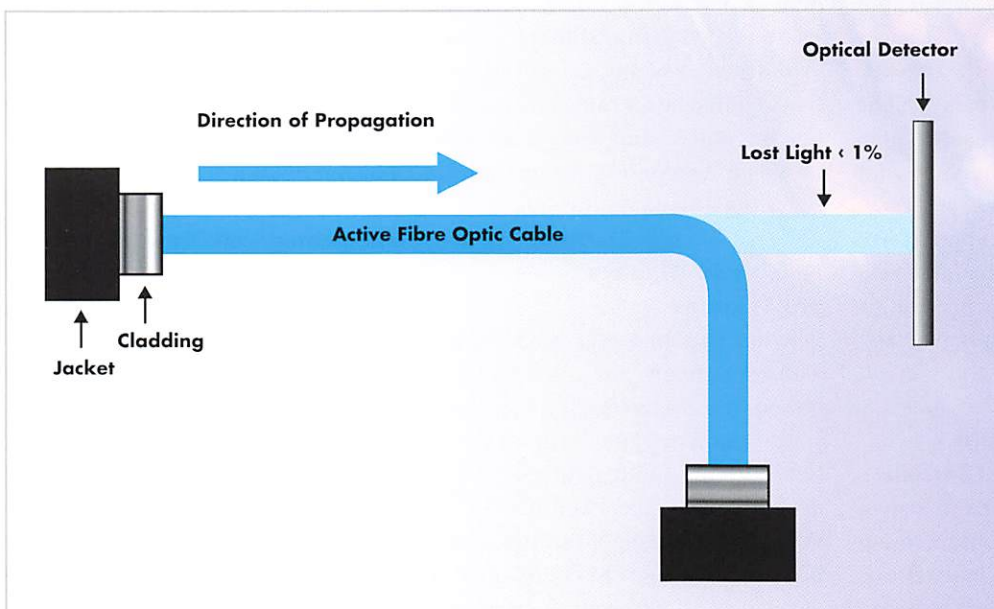 Optical Detector
Direction of Propagation
Lost Light < 1%
Active Fibre Optic Cable
Cladding
Jacket